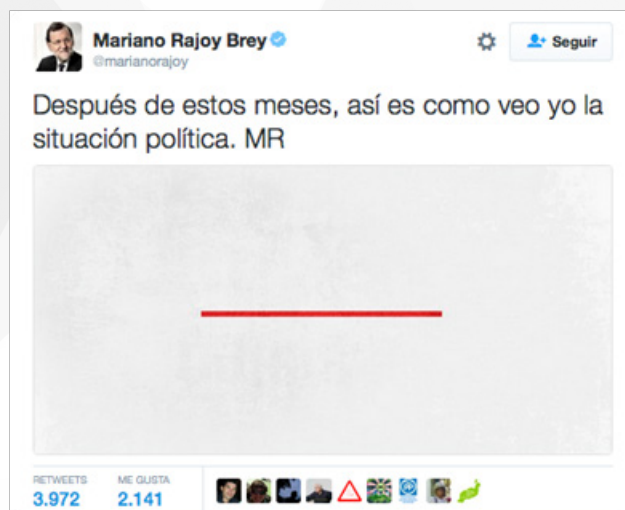 Mariano Rajoy Brey
@marianorajoy
Seguir
Después de estos meses, así es como veo yo la
situación política. MR
RETWEETS
ME GUSTA
3.972
2.141